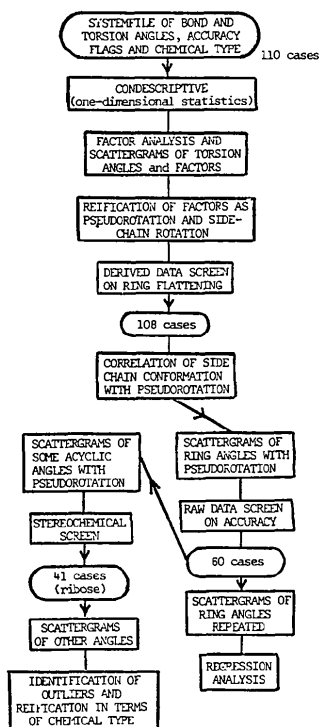 SYSTEMFILE OF BOND AND
TORSION ANGLES, ACCURACY
FLAGS AND CHEMICAL TYPE
110 cases
CONDESCRIPTIVE
(one-dimensional statistics)
FACTOR ANALYSIS AND
SCATTERGRAMS OF TORSION
ANGLES and FACTORS
REIFICATION OF FACTORS AS
PSEUDOROTATION AND SIDE-
CHAIN ROTATION
DERIVED DATA SCREEN
ON RING FLATTENING
108 cases
CORRELATION OF SIDE
CHAIN CONFORMATION
WITH PSEUDOROTATION
SCATTERGRAMS OF
RING ANGLES WITH
PSEUDOROTATION
RAW DATA SCREEN
ON ACCURACY
60 cases
SCATTERGRAMS OF
RING ANGLES
REPEATED
REGRESSION
ANALYSIS
SCATTERGRAMS OF
SOME ACYCLIC
ANGLES WITH
PSEUDOROTATION
STEREOCHEMICAL
SCREEN
41 cases
(ribose)
SCATTERGRAMS
OF OTHER ANGLES
IDENTIFICATION OF
OUTLIERS AND
REIFICATION IN TERMS
OF CHEMICAL TYPE